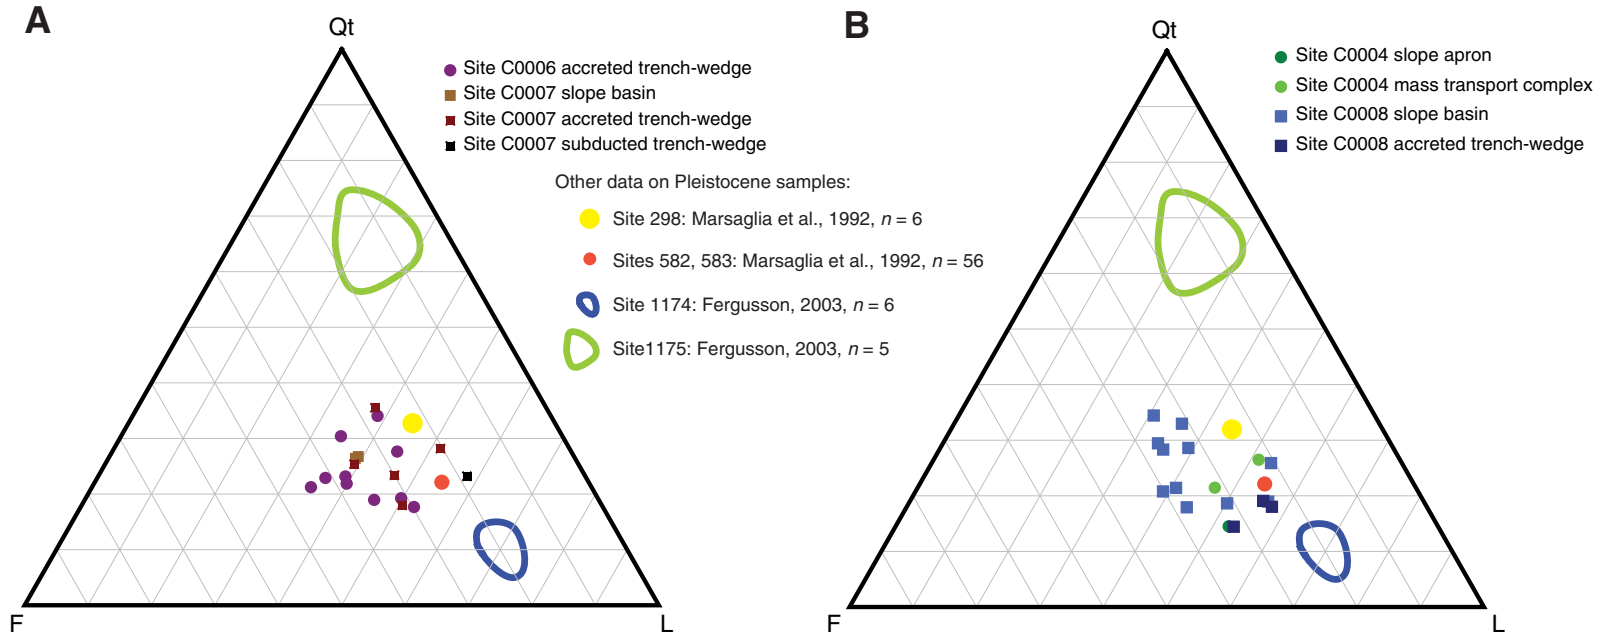 A
Qt
Site C0006 accreted trench-wedge
Site C0007 slope basin
Site C0007 accreted trench-wedge
Site C0007 subducted trench-wedge
Other data on Pleistocene samples:
Site 298: Marsaglia et al., 1992, n = 6
Sites 582, 583: Marsaglia et al., 1992, n = 56
Site 1174: Fergusson, 2003, n = 6
Site1175: Fergusson, 2003, n = 5
F
L
B
Qt
Site C0004 slope apron
Site C0004 mass transport complex
Site C0008 slope basin
Site C0008 accreted trench-wedge
F
L